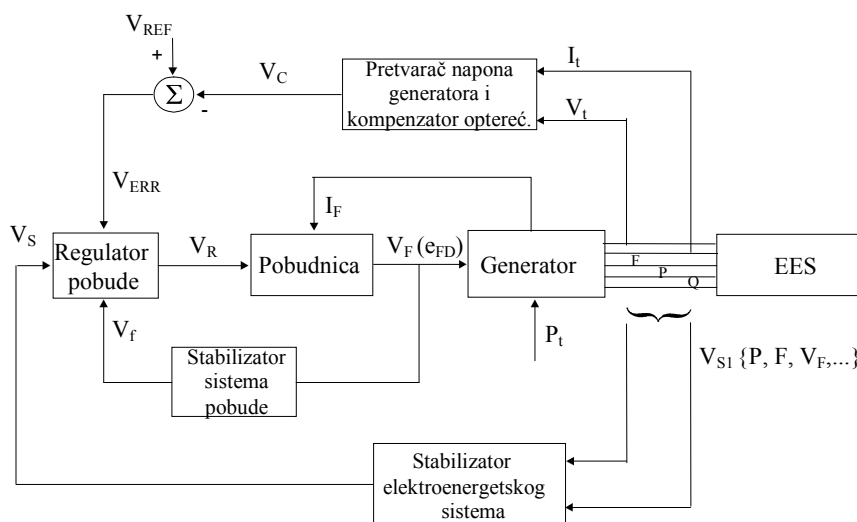 V_REF
+
Σ
-
V_C
Pretvarač napona
generatora i
kompenzator optereć.
I_t
V_t
V_ERR
I_F
V_S
Regulator
pobude
V_R
Pobudnica
V_F (e_FD)
Generator
F
P
Q
EES
V_f
P_t
Stabilizator
sistema
pobude
V_S1 {P, F, V_F,...}
Stabilizator
elektroenergetskog
sistema